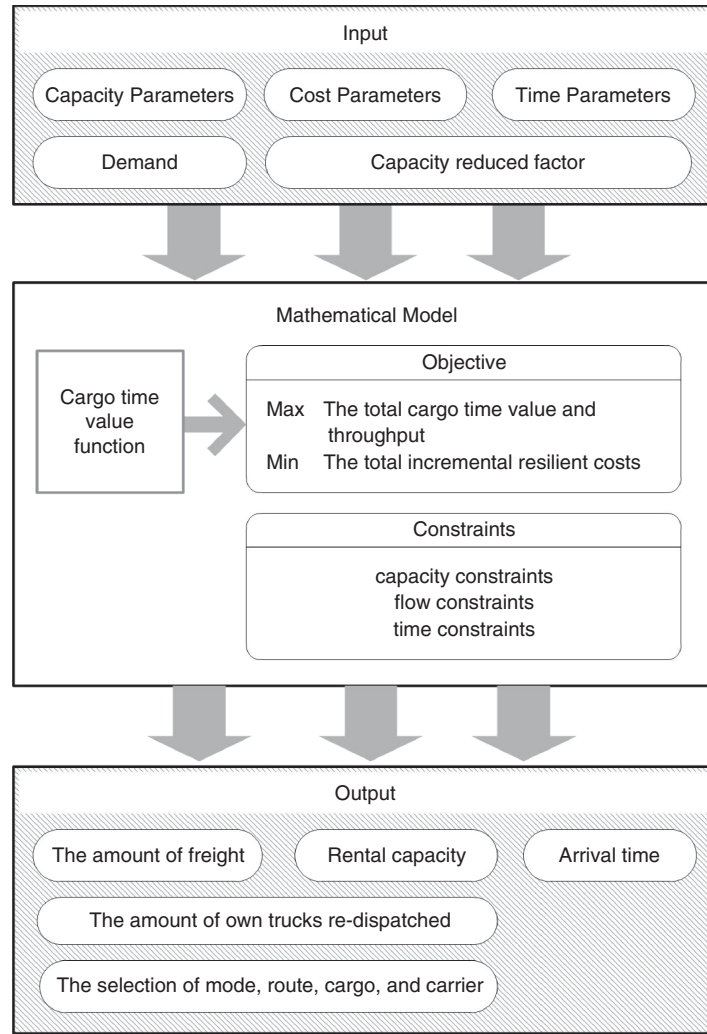 Input
Capacity Parameters
Cost Parameters
Time Parameters
Demand
Capacity reduced factor
Mathematical Model
Cargo time
value
function
Objective
Max The total cargo time value and
throughput
Min The total incremental resilient costs
Constraints
capacity constraints
flow constraints
time constraints
Output
The amount of freight
Rental capacity
Arrival time
The amount of own trucks re-dispatched
The selection of mode, route, cargo, and carrier